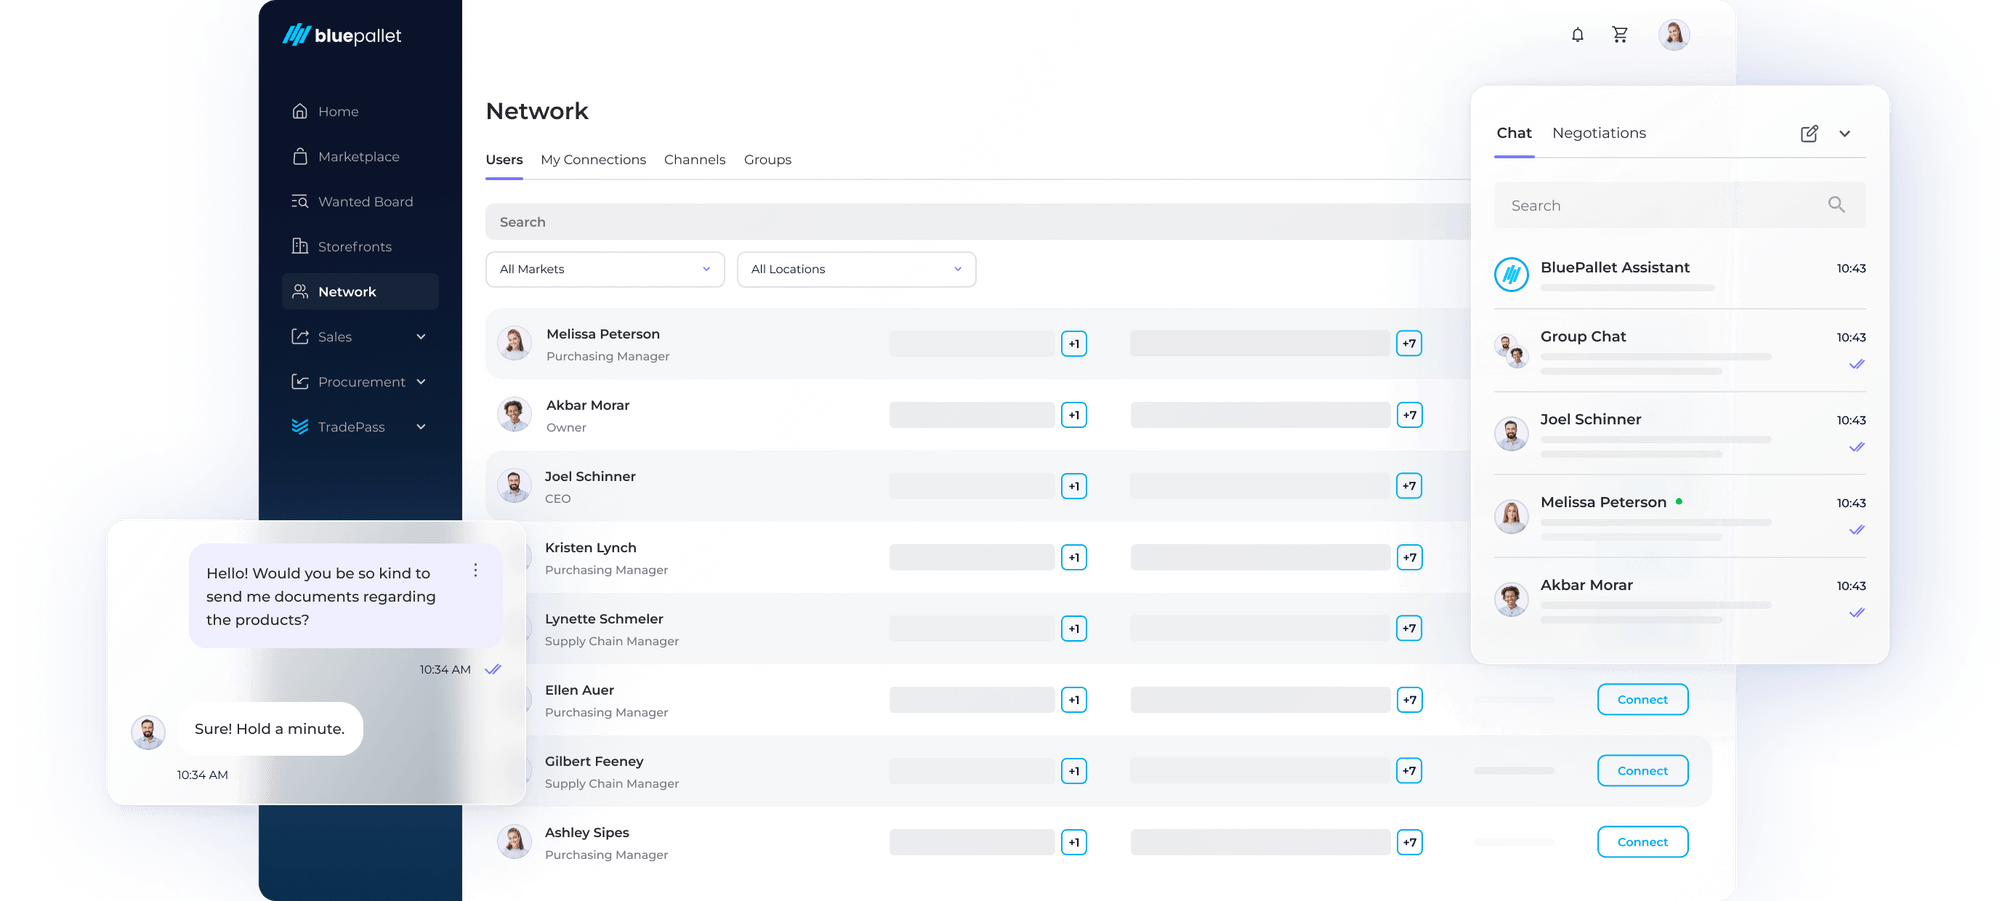 bluepallet
Home
Marketplace
Wanted Board
Storefronts
Network
Sales
Procurement
TradePass
Network
Users My Connections Channels Groups
Search
All Markets All Locations
Melissa Peterson
Purchasing Manager
+1 +7
Akbar Morar
Owner
+1 +7
Joel Schinner
CEO
+1 +7
Kristen Lynch
Purchasing Manager
+1 +7
Lynette Schmeler
Supply Chain Manager
+1 +7
Ellen Auer
Purchasing Manager
+1 +7 Connect
Gilbert Feeney
Supply Chain Manager
+1 +7 Connect
Ashley Sipes
Purchasing Manager
+1 +7 Connect
Chat Negotiations
Search
BluePallet Assistant 10:43
Group Chat 10:43
Joel Schinner 10:43
Melissa Peterson 10:43
Akbar Morar 10:43
Hello! Would you be so kind to
send me documents regarding
the products?
10:34 AM
Sure! Hold a minute.
10:34 AM